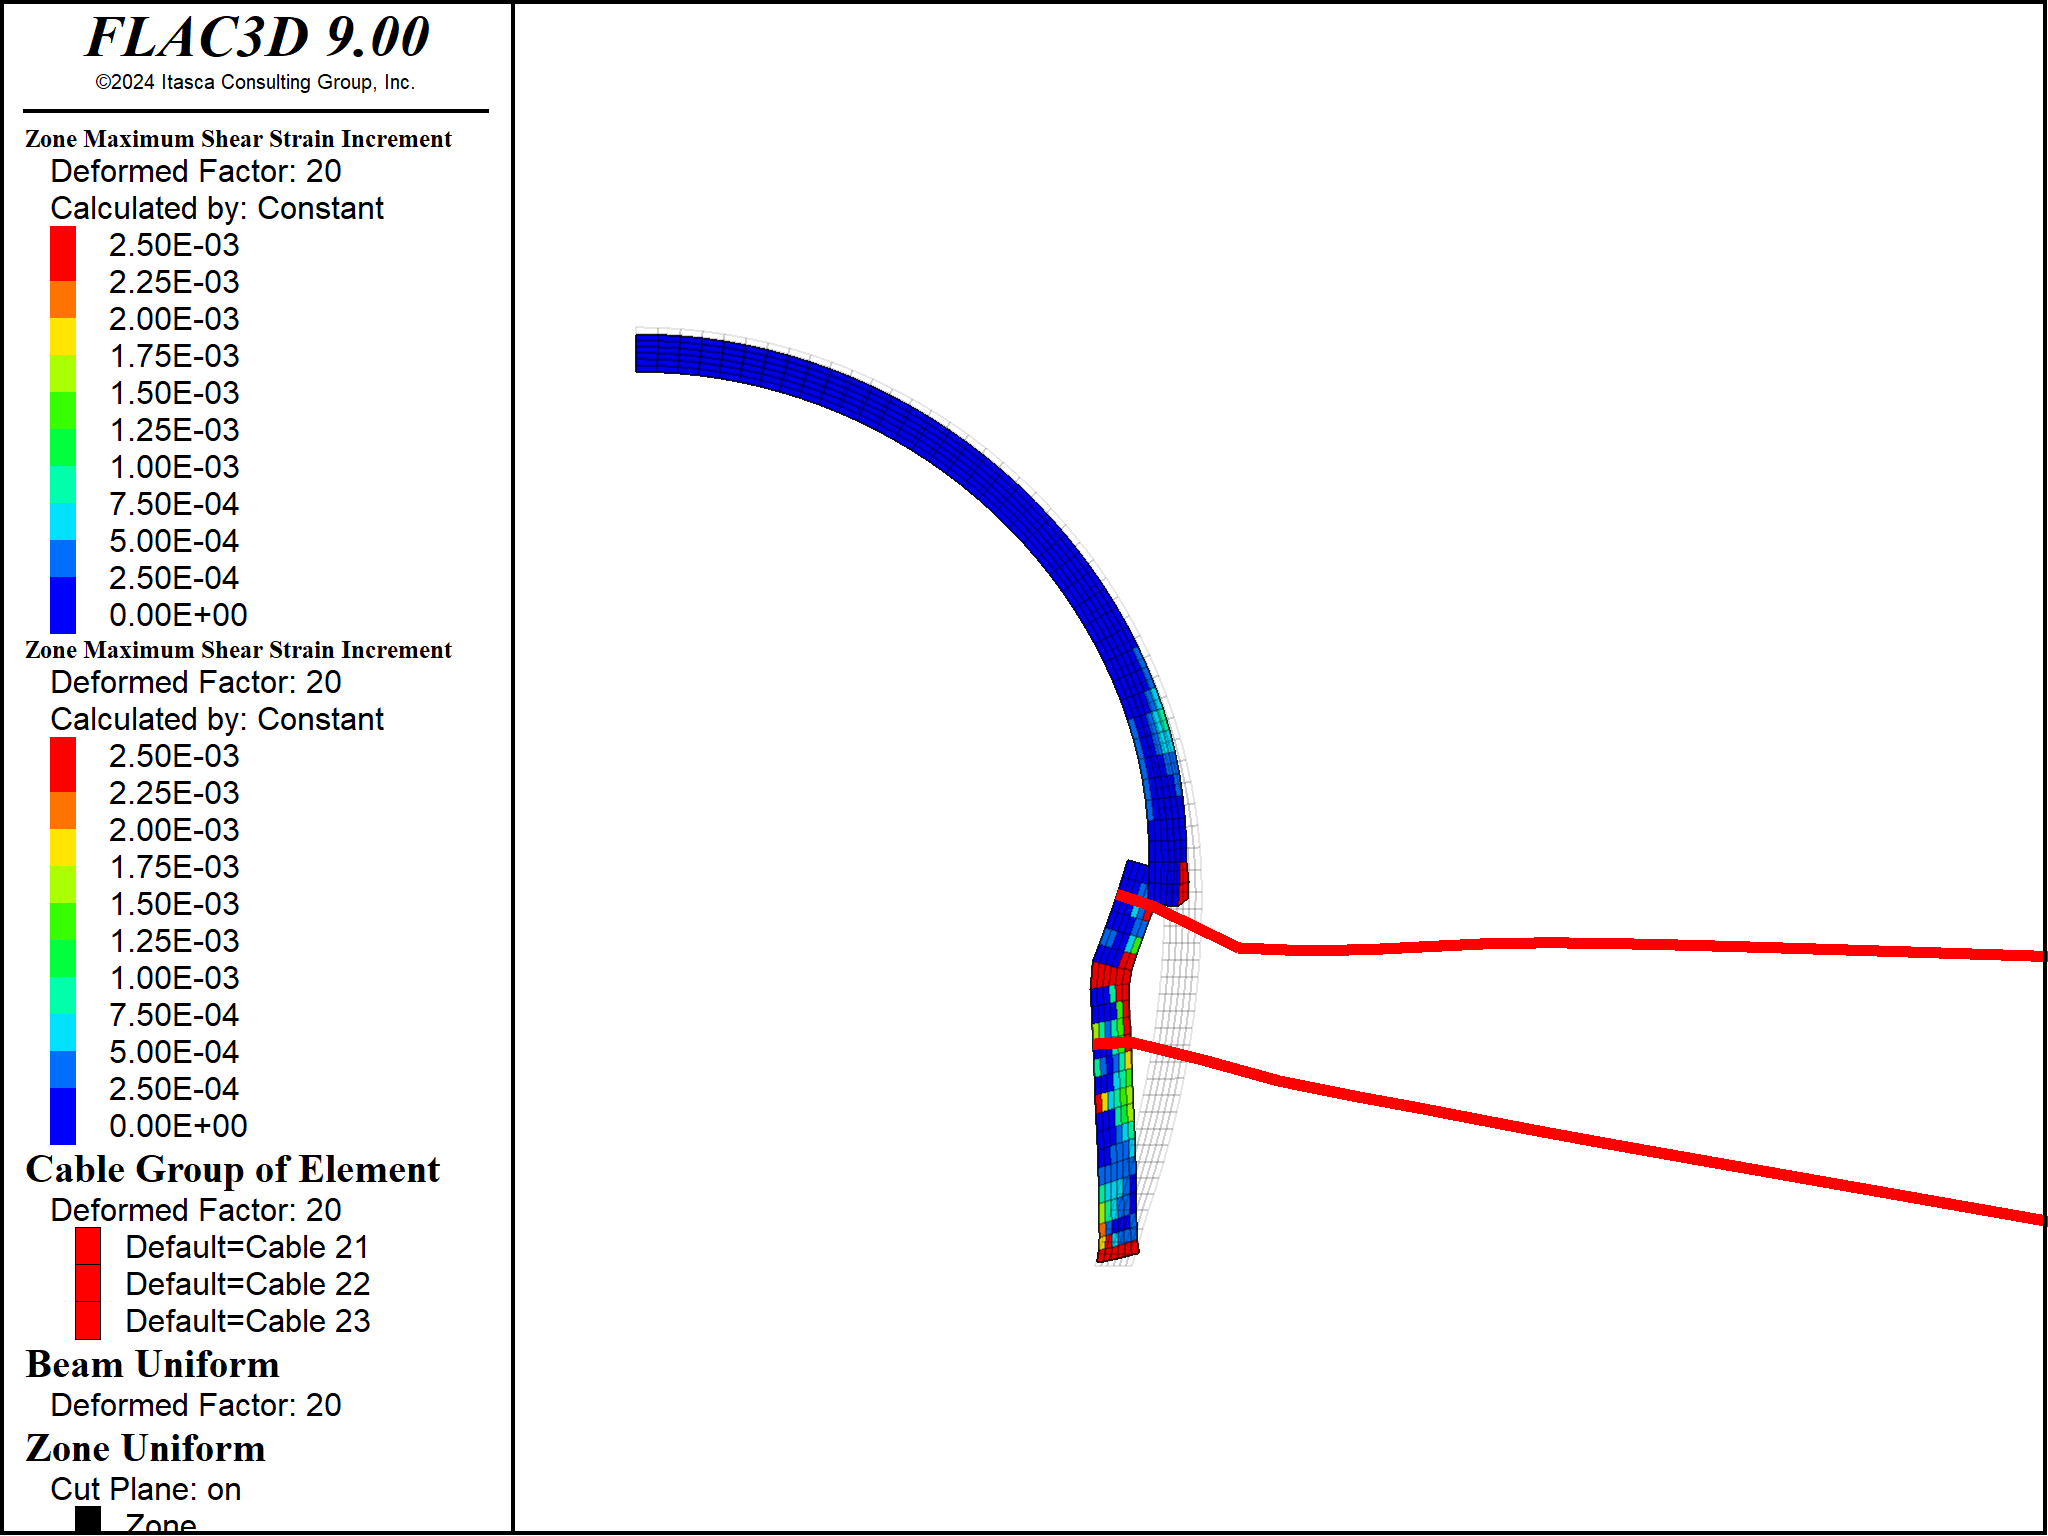 FLAC3D 9.00
©2024 Itasca Consulting Group, Inc.
Zone Maximum Shear Strain Increment
Deformed Factor: 20
Calculated by: Constant
2.50E-03
2.25E-03
2.00E-03
1.75E-03
1.50E-03
1.25E-03
1.00E-03
7.50E-04
5.00E-04
2.50E-04
0.00E+00
Zone Maximum Shear Strain Increment
Deformed Factor: 20
Calculated by: Constant
2.50E-03
2.25E-03
2.00E-03
1.75E-03
1.50E-03
1.25E-03
1.00E-03
7.50E-04
5.00E-04
2.50E-04
0.00E+00
Cable Group of Element
Deformed Factor: 20
Default=Cable 21
Default=Cable 22
Default=Cable 23
Beam Uniform
Deformed Factor: 20
Zone Uniform
Cut Plane: on
Zone